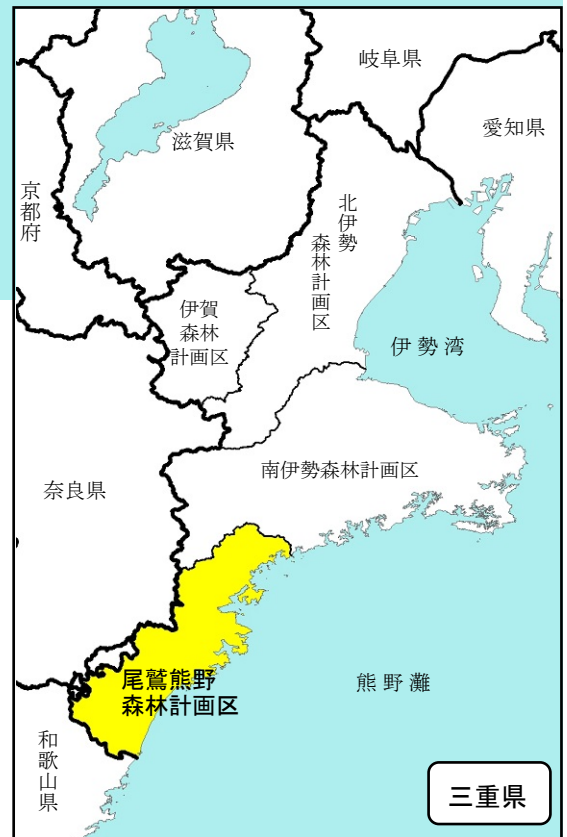 岐阜県
愛知県
滋賀県
京都府
北伊勢
森林計画区
伊賀
森林
計画区
伊勢湾
南伊勢森林計画区
奈良県
尾鷲熊野
森林計画区
熊野灘
和歌山県
三重県